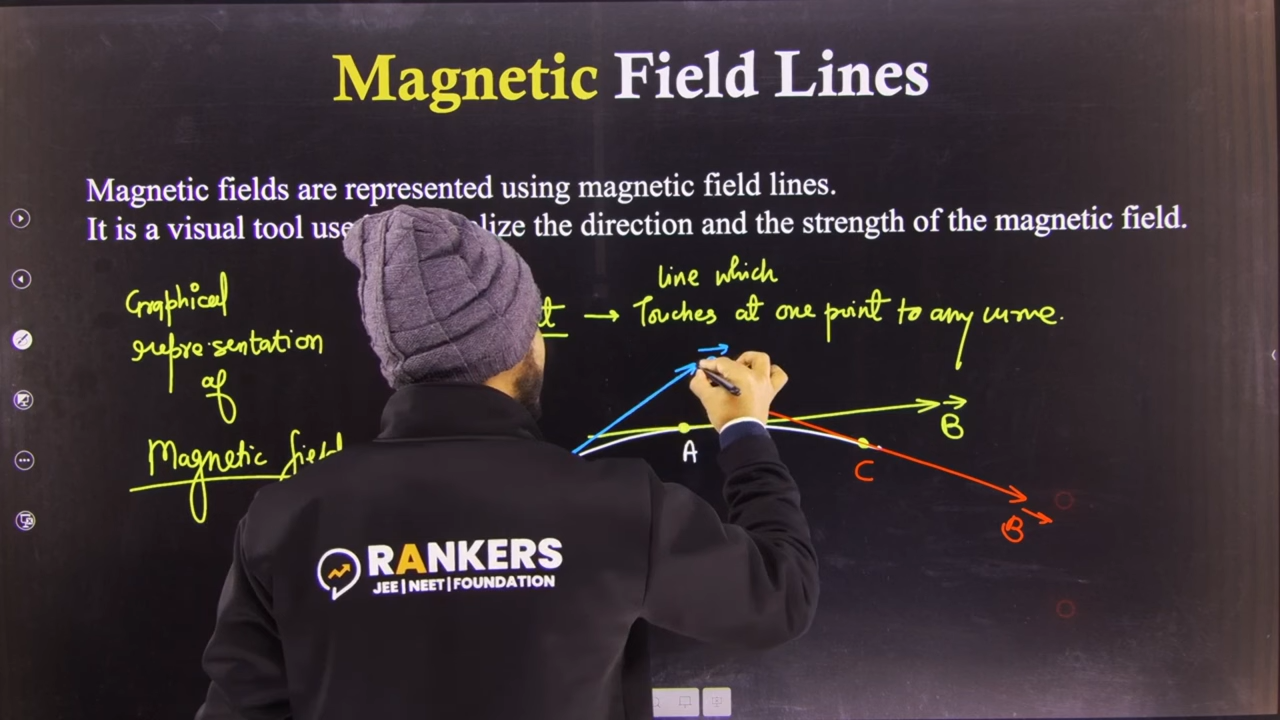 Magnetic Field Lines
Magnetic fields are represented using magnetic field lines.
It is a visual tool use lize the direction and the strength of the magnetic field.
line which
Graphical
t → Touches at one point to any curve.
representation
of
Magnetic field
A
B
C
B
RANKERS
JEE|NEET|FOUNDATION